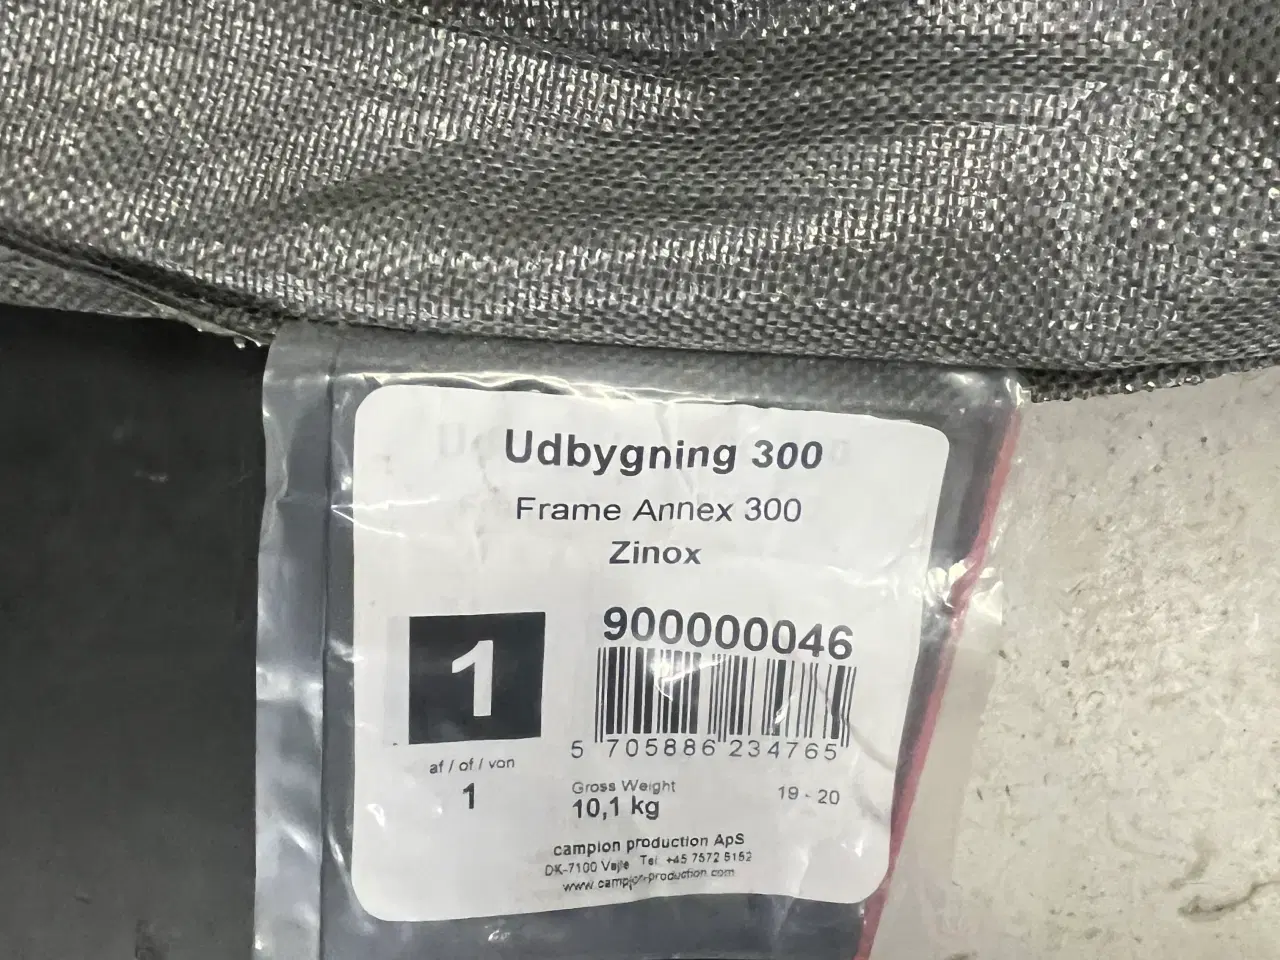 Udbygning 300
Frame Annex 300
Zinox
1
900000046
5 705886 234765
af / of / von
1
Gross Weight
10,1 kg
19 - 20
campion production ApS
DK-7100 Vejle Tel. +45 7572 5152
www.campion-production.com